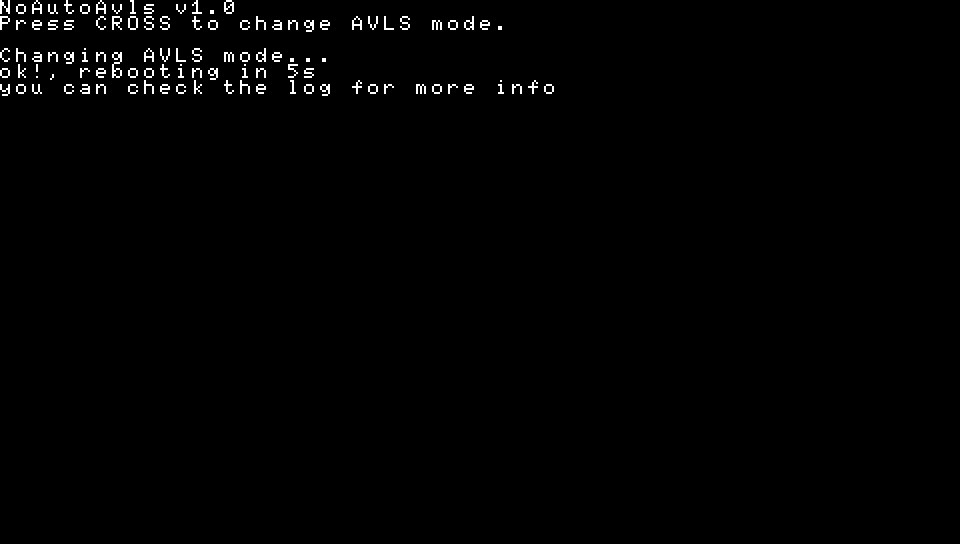 NoAutoAvls v1.0
Press CROSS to change AVLS mode.
Changing AVLS mode...
ok!, rebooting in 5s
you can check the log for more info